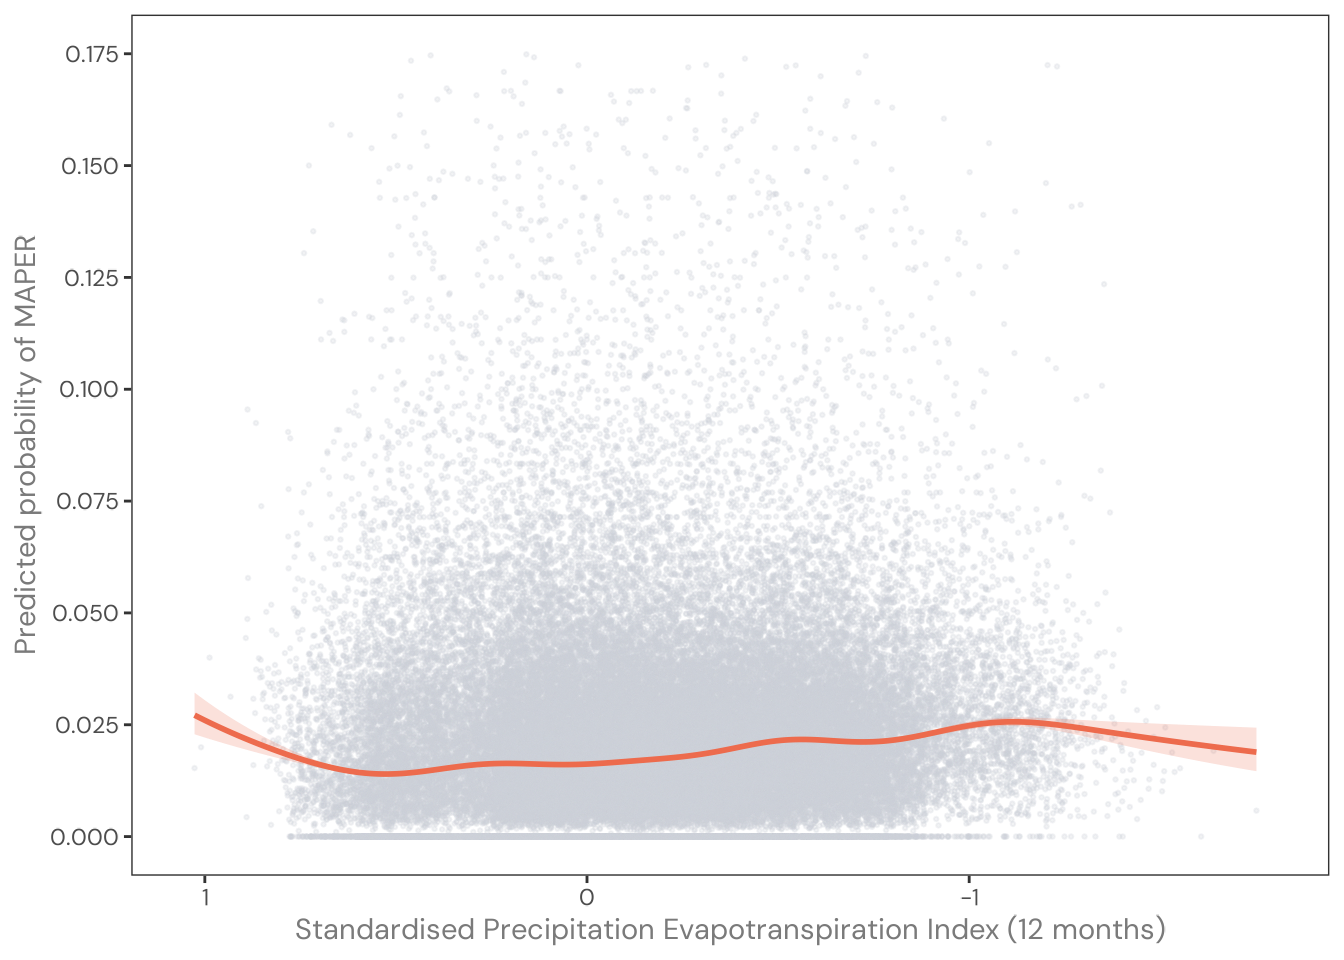 0.175
0.150
0.125
0.100
0.075
0.050
0.025
0.000
Predicted probability of MAPER
1 0 −1
Standardised Precipitation Evapotranspiration Index (12 months)